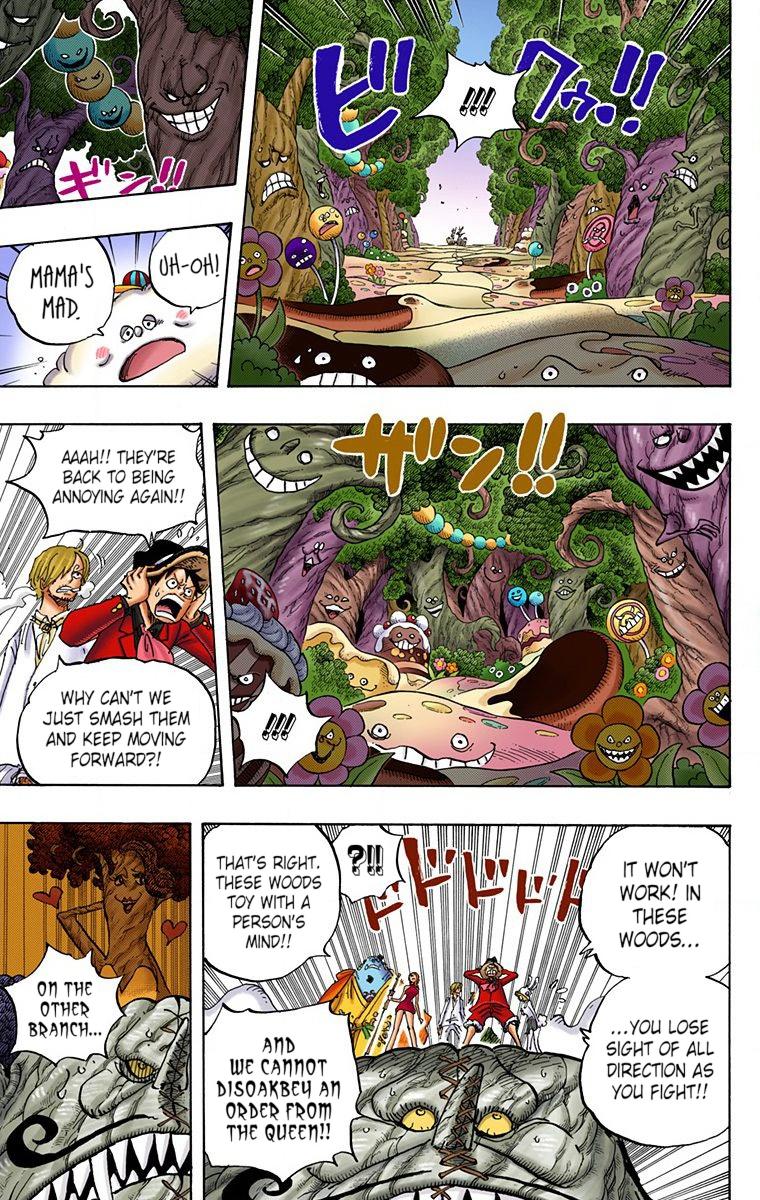 !!!
ビクゥ!!
ギン!!
UH-OH!
MAMA'S
MAD.
ザン!!
!!!
AAAH!! THEY'RE
BACK TO BEING
ANNOYING AGAIN!!
WHY CAN'T WE
JUST SMASH THEM
AND KEEP MOVING
FORWARD?!
IT WON'T
WORK! IN
THESE
WOODS...
...YOU LOSE
SIGHT OF ALL
DIRECTION AS
YOU FIGHT!!
ドドドドド
?!!
THAT'S RIGHT.
THESE WOODS
TOY WITH A
PERSON'S
MIND!!
AND
WE CANNOT
DISOAKBEY AN
ORDER FROM
THE QUEEN!!
ON THE
OTHER
BRANCH...